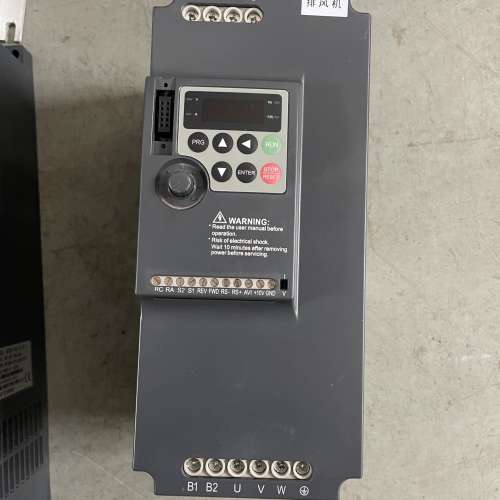 排风机
PRG
RUN
ENTER
STOP
RESET
WARNING:
* Read the user manual before
operation.
* Risk of electrical shock.
Wait 10 minutes after removing
power before servicing.
RC RA S2 S1 REV FWD RS- RS+ AVI +10V GND V
B1 B2 U V W